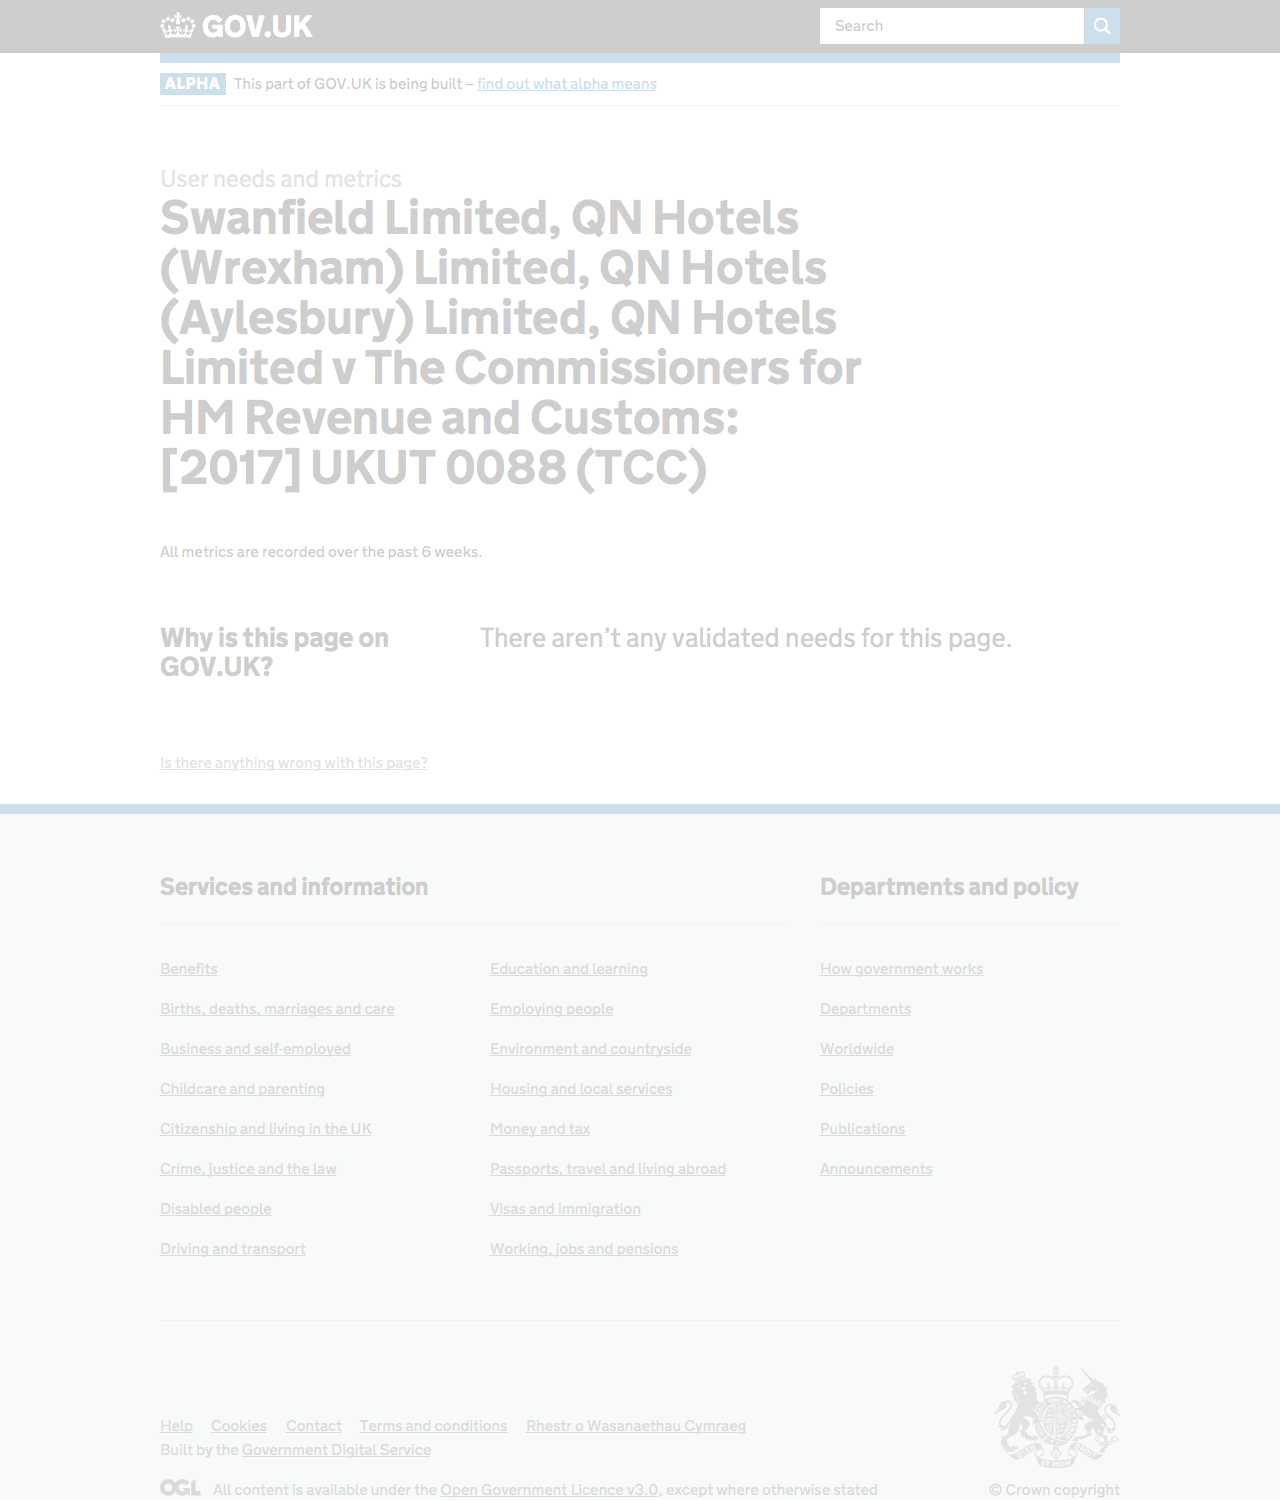 GOV.UK
Search
ALPHA This part of GOV.UK is being built – find out what alpha means
User needs and metrics
Swanfield Limited, QN Hotels
(Wrexham) Limited, QN Hotels
(Aylesbury) Limited, QN Hotels
Limited v The Commissioners for
HM Revenue and Customs:
[2017] UKUT 0088 (TCC)
All metrics are recorded over the past 6 weeks.
Why is this page on
GOV.UK?
There aren’t any validated needs for this page.
Is there anything wrong with this page?
Services and information
Benefits
Births, deaths, marriages and care
Business and self-employed
Childcare and parenting
Citizenship and living in the UK
Crime, justice and the law
Disabled people
Driving and transport
Education and learning
Employing people
Environment and countryside
Housing and local services
Money and tax
Passports, travel and living abroad
Visas and immigration
Working, jobs and pensions
Departments and policy
How government works
Departments
Worldwide
Policies
Publications
Announcements
Help Cookies Contact Terms and conditions Rhestr o Wasanaethau Cymraeg
Built by the Government Digital Service
OGL All content is available under the Open Government Licence v3.0, except where otherwise stated
© Crown copyright